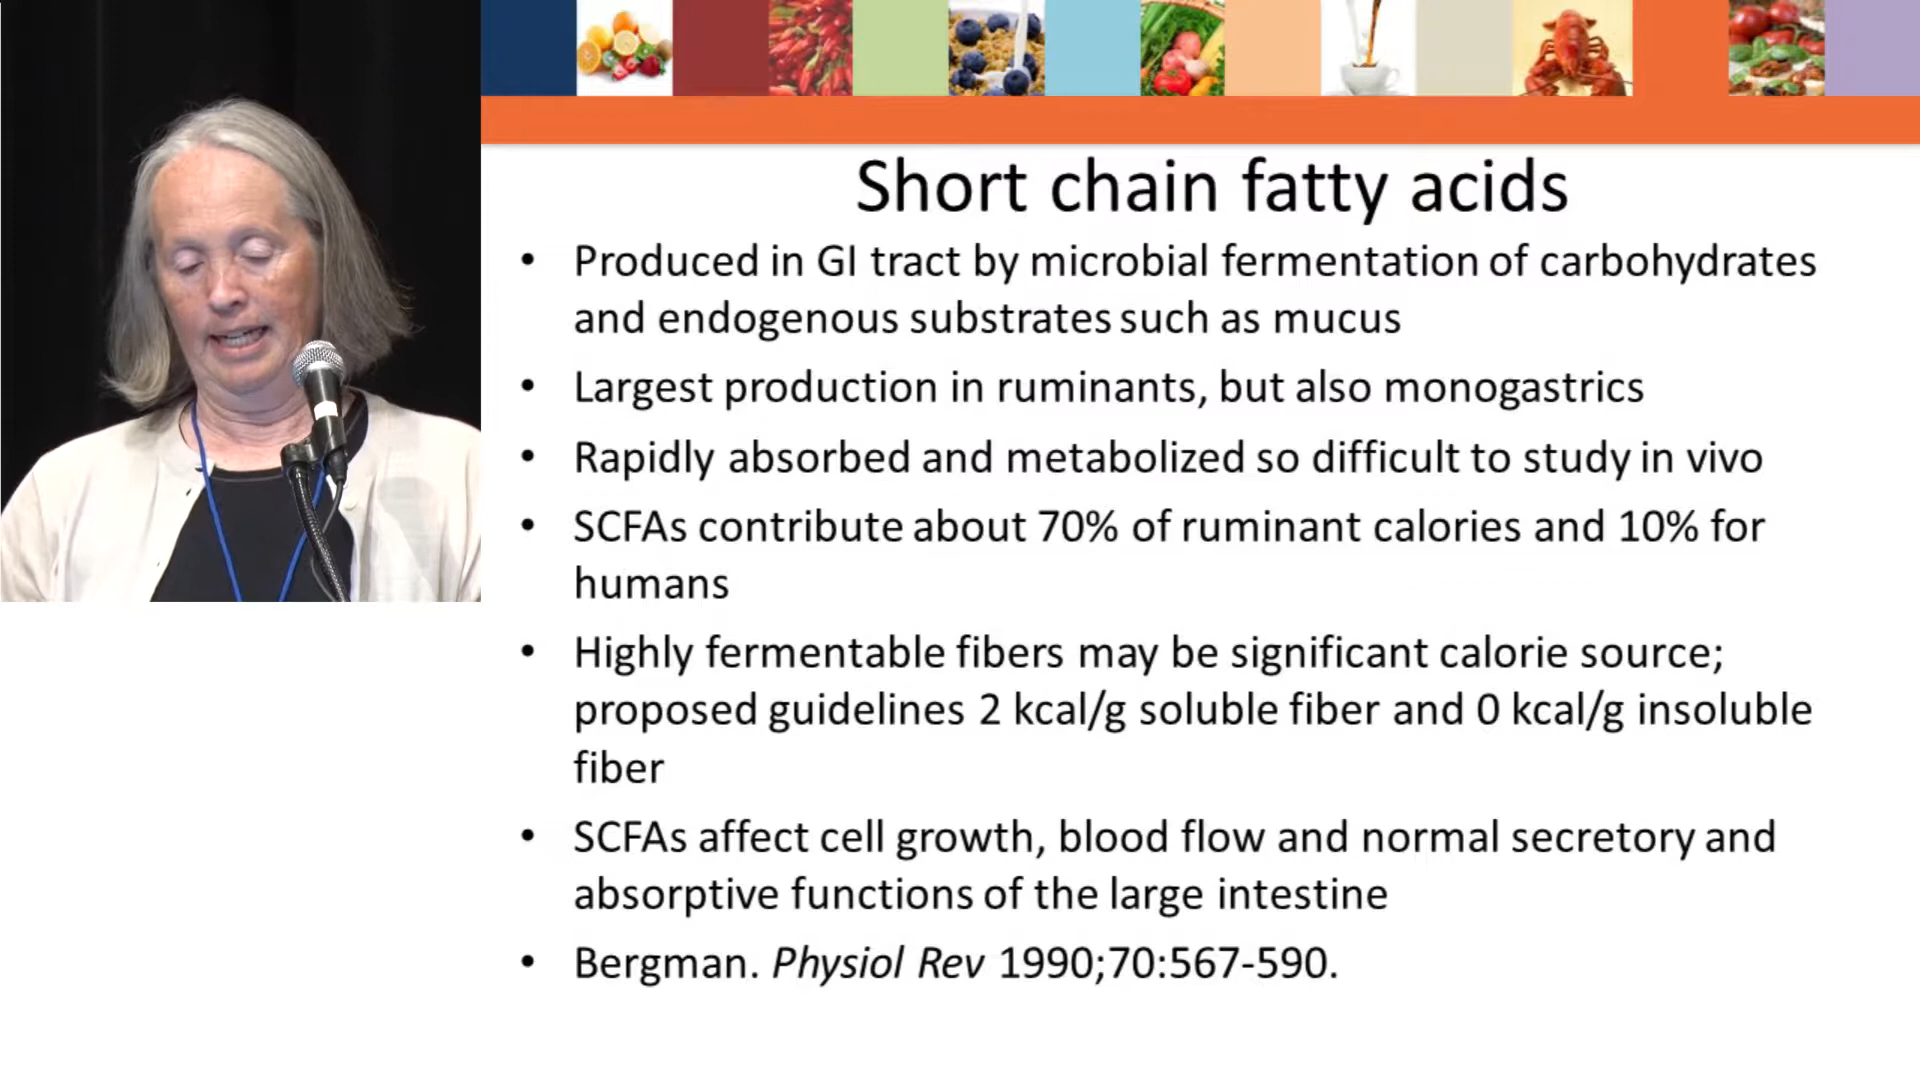 Short chain fatty acids
• Produced in GI tract by microbial fermentation of carbohydrates
and endogenous substrates such as mucus
• Largest production in ruminants, but also monogastrics
• Rapidly absorbed and metabolized so difficult to study in vivo
• SCFAs contribute about 70% of ruminant calories and 10% for
humans
• Highly fermentable fibers may be significant calorie source;
proposed guidelines 2 kcal/g soluble fiber and 0 kcal/g insoluble
fiber
• SCFAs affect cell growth, blood flow and normal secretory and
absorptive functions of the large intestine
• Bergman. Physiol Rev 1990;70:567-590.